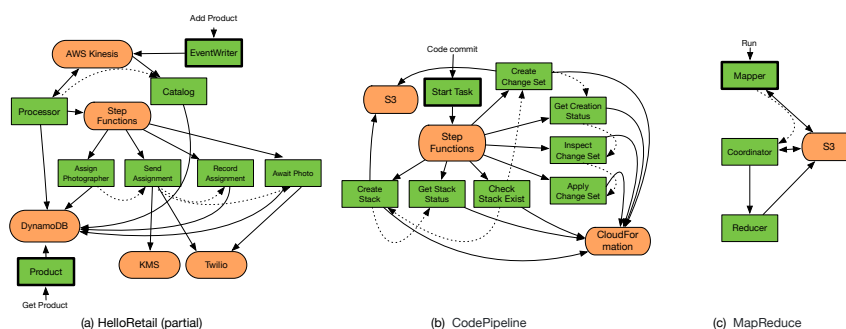 Add Product
AWS Kinesis
EventWriter
Catalog
Processor
Step
Functions
Assign
Photographer
Send
Assignment
Record
Assignment
Await Photo
DynamoDB
Product
KMS
Twilio
Get Product
(a) HelloRetail (partial)
Code commit
S3
Start Task
Create
Change Set
Get Creation
Status
Step
Functions
Inspect
Change Set
Apply
Change Set
Create
Stack
Get Stack
Status
Check
Stack Exist
CloudFor
mation
(b) CodePipeline
Run
Mapper
Coordinator
S3
Reducer
(c) MapReduce